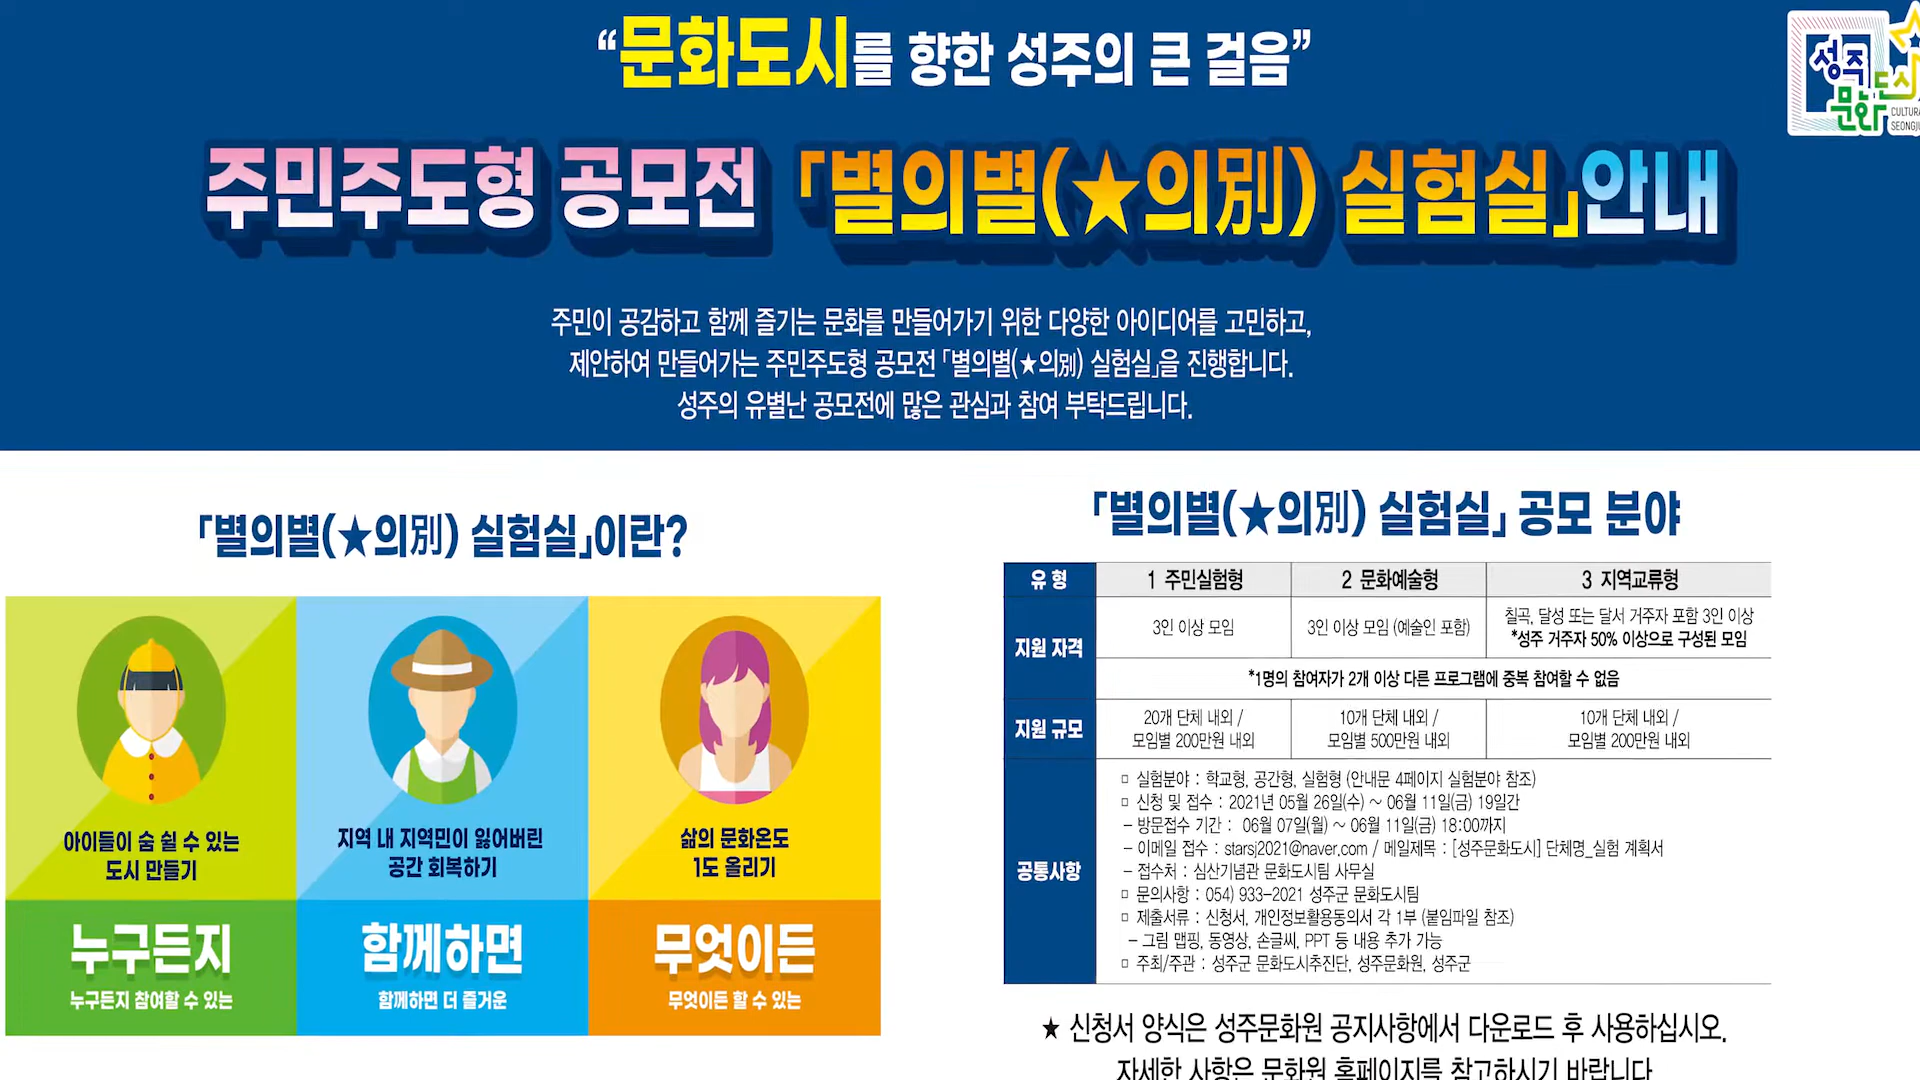 “문화도시를 향한 성주의 큰 걸음”
성주
문화도시
CULTURA
SEONGJU
주민주도형 공모전 「별의별(★의別) 실험실」안내
주민이 공감하고 함께 즐기는 문화를 만들어가기 위한 다양한 아이디어를 고민하고,
제안하여 만들어가는 주민주도형 공모전 「별의별(★의別) 실험실」을 진행합니다.
성주의 유별난 공모전에 많은 관심과 참여 부탁드립니다.
「별의별(★의別) 실험실」이란?
아이들이 숨 쉴 수 있는
도시 만들기
누구든지
누구든지 참여할 수 있는
지역 내 지역민이 잃어버린
공간 회복하기
함께하면
함께하면 더 즐거운
삶의 문화온도
1도 올리기
무엇이든
무엇이든 할 수 있는
「별의별(★의別) 실험실」 공모 분야
유 형 1 주민실험형 2 문화예술형 3 지역교류형
지원 자격
3인 이상 모임
3인 이상 모임 (예술인 포함)
칠곡, 달성 또는 달서 거주자 포함 3인 이상
*성주 거주자 50% 이상으로 구성된 모임
*1명의 참여자가 2개 이상 다른 프로그램에 중복 참여할 수 없음
지원 규모
20개 단체 내외 /
모임별 200만원 내외
10개 단체 내외 /
모임별 500만원 내외
10개 단체 내외 /
모임별 200만원 내외
공통사항
□ 실험분야 : 학교형, 공간형, 실험형 (안내문 4페이지 실험분야 참조)
□ 신청 및 접수 : 2021년 05월 26일(수) ~ 06월 11일(금) 19일간
- 방문접수 기간 : 06월 07일(월) ~ 06월 11일(금) 18:00까지
- 이메일 접수 : starsj2021@naver.com / 메일제목 : [성주문화도시] 단체명_실험 계획서
- 접수처 : 심산기념관 문화도시팀 사무실
□ 문의사항 : 054) 933-2021 성주군 문화도시팀
□ 제출서류 : 신청서, 개인정보활용동의서 각 1부 (붙임파일 참조)
- 그림 맵핑, 동영상, 손글씨, PPT 등 내용 추가 가능
□ 주최/주관 : 성주군 문화도시추진단, 성주문화원, 성주군
★ 신청서 양식은 성주문화원 공지사항에서 다운로드 후 사용하십시오.
자세한 사항은 문화원 홈페이지를 참고하시기 바랍니다